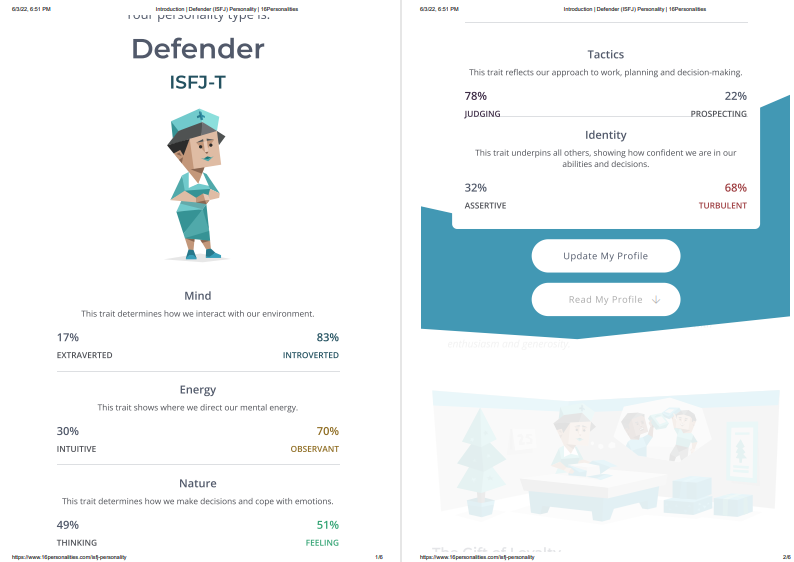 6/3/22, 6:51 PM Introduction | Defender (ISFJ) Personality | 16Personalities
Your personality type is:
Defender
ISFJ-T
Mind
This trait determines how we interact with our environment.
17% 83%
EXTRAVERTED INTROVERTED
Energy
This trait shows where we direct our mental energy.
30% 70%
INTUITIVE OBSERVANT
Nature
This trait determines how we make decisions and cope with emotions.
49% 51%
THINKING FEELING
https://www.16personalities.com/isfj-personality 1/6
6/3/22, 6:51 PM Introduction | Defender (ISFJ) Personality | 16Personalities
Tactics
This trait reflects our approach to work, planning and decision-making.
78% 22%
JUDGING PROSPECTING
Identity
This trait underpins all others, showing how confident we are in our
abilities and decisions.
32% 68%
ASSERTIVE TURBULENT
Update My Profile
Read My Profile
enthusiasm and generosity.
The Gift of Loyalty
https://www.16personalities.com/isfj-personality 2/6